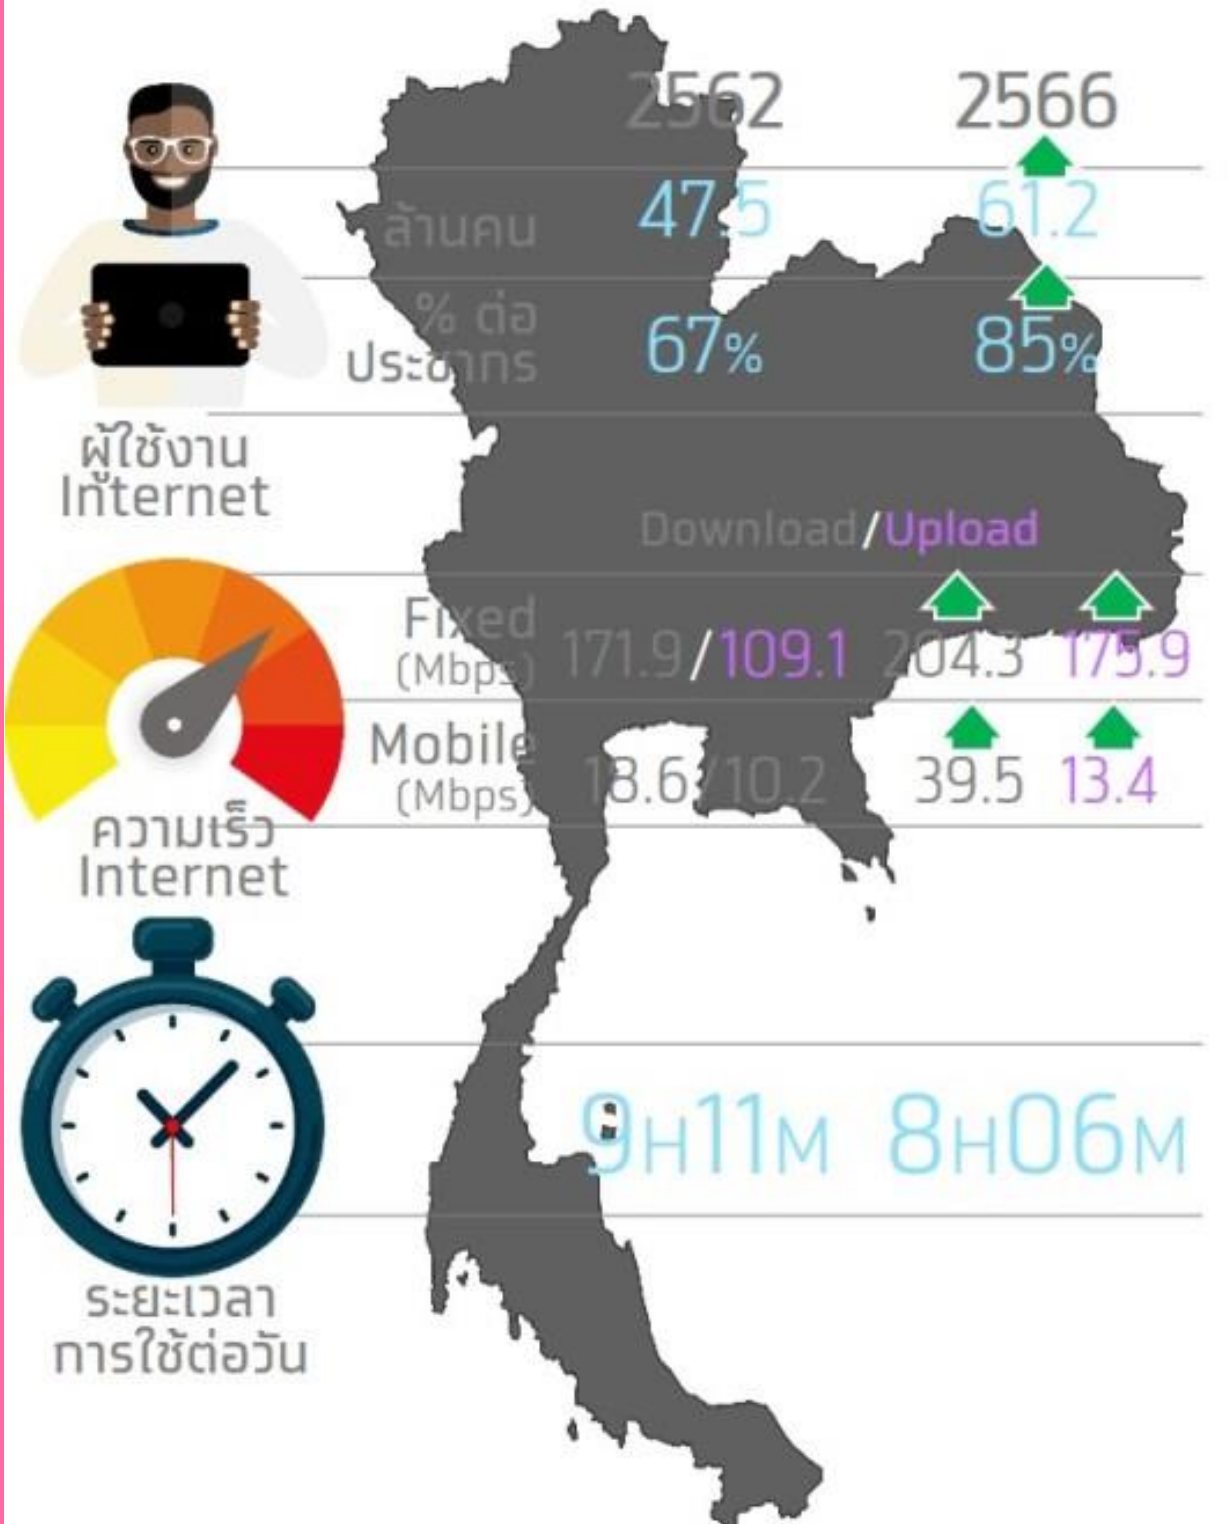 2562 2566
ล้านคน 47.5 61.2
% ต่อ
ประชากร 67% 85%
ผู้ใช้งาน
Internet
Download/Upload
Fixed
(Mbps) 171.9/109.1 204.3 175.9
Mobile
(Mbps) 18.6/10.2 39.5 13.4
ความเร็ว
Internet
9H11M 8H06M
ระยะเวลา
การใช้ต่อวัน